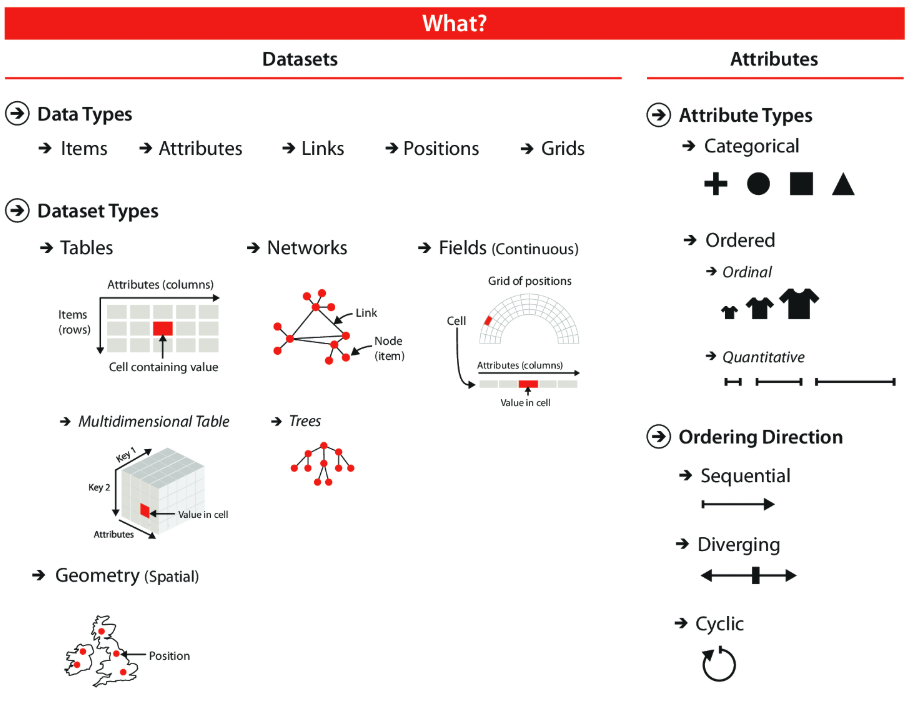 What?
Datasets
Attributes
Data Types
Items
Attributes
Links
Positions
Grids
Dataset Types
Tables
Attributes (columns)
Items
(rows)
Cell containing value
Networks
Link
Node
(item)
Fields (Continuous)
Grid of positions
Cell
Attributes (columns)
Value in cell
Multidimensional Table
Key 1
Key 2
Value in cell
Attributes
Trees
Geometry (Spatial)
Position
Attribute Types
Categorical
Ordered
Ordinal
Quantitative
Ordering Direction
Sequential
Diverging
Cyclic